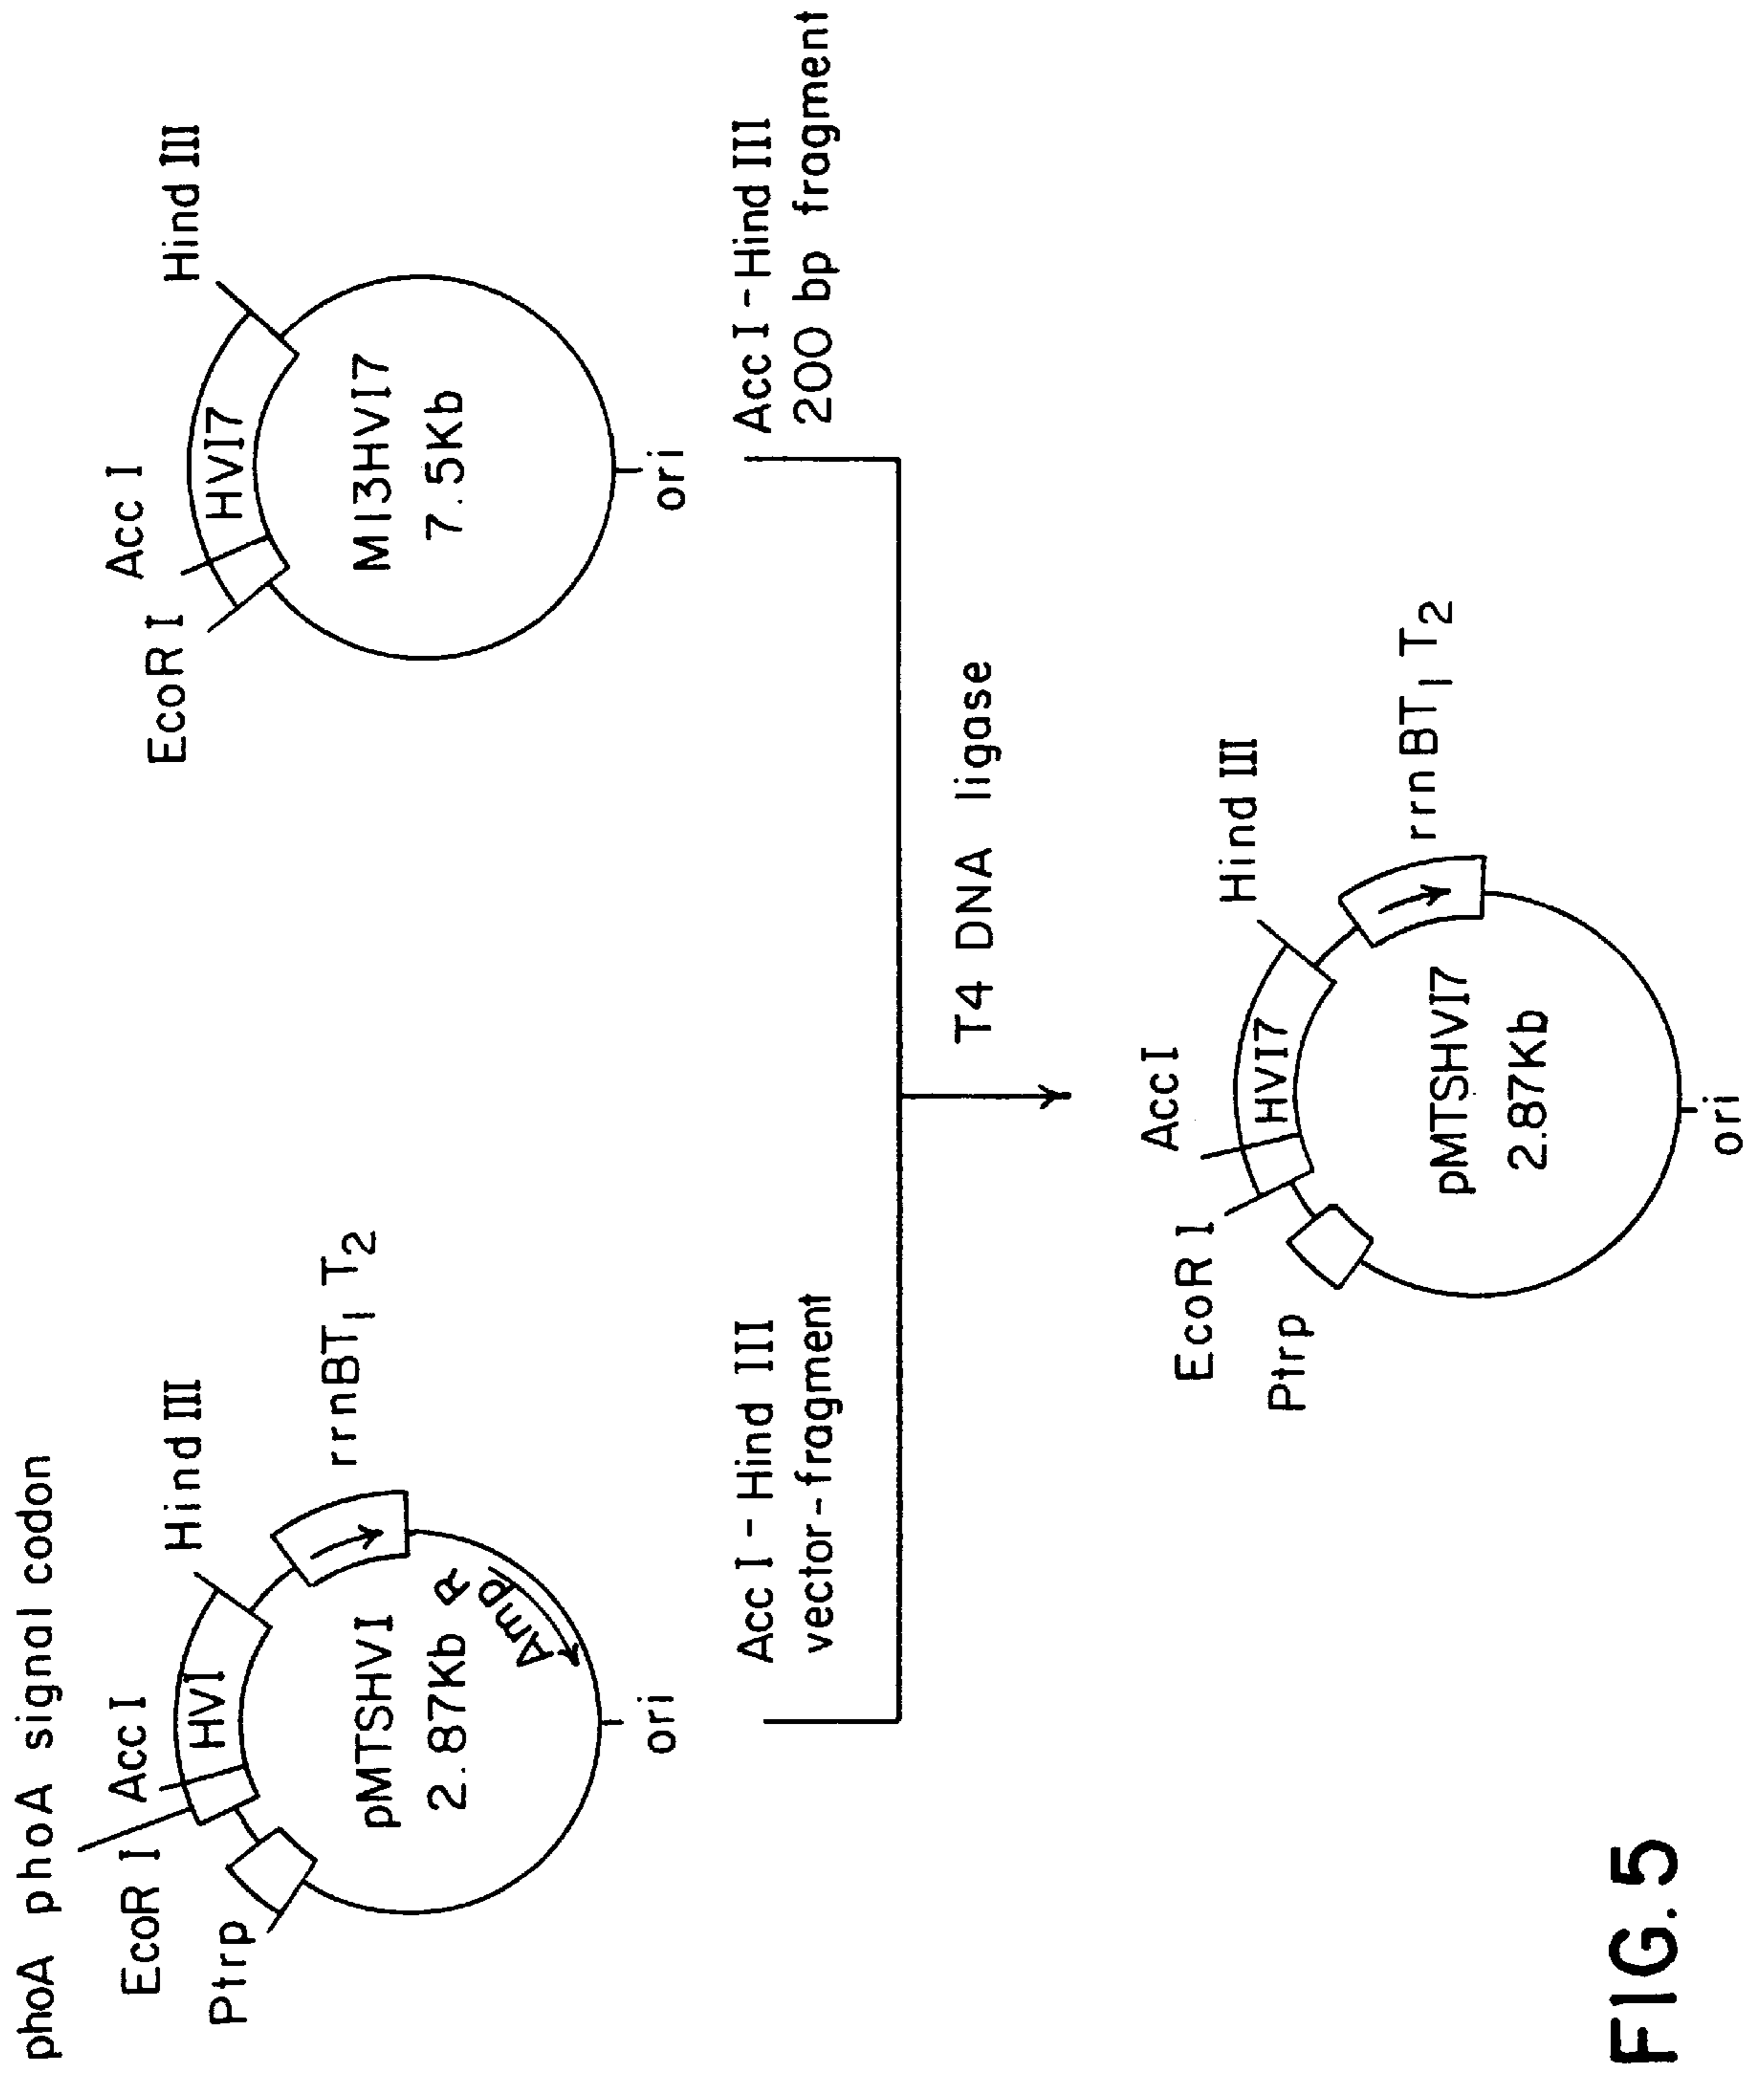 phoA phoA signal codon
EcoR I
Acc I
Hind III
Ptrp
HVI
rrnBT1 T2
pMTSHVI
2.87Kb
Amp R
ori
EcoR I
Acc I
Hind III
HVI7
M13HVI7
7.5Kb
ori
Acc I - Hind III
vector-fragment
Acc I - Hind III
200 bp fragment
T4 DNA ligase
EcoR I
Acc I
Hind III
Ptrp
HVI7
rrnBT1 T2
pMTSHVI7
2.87Kb
ori
FIG. 5